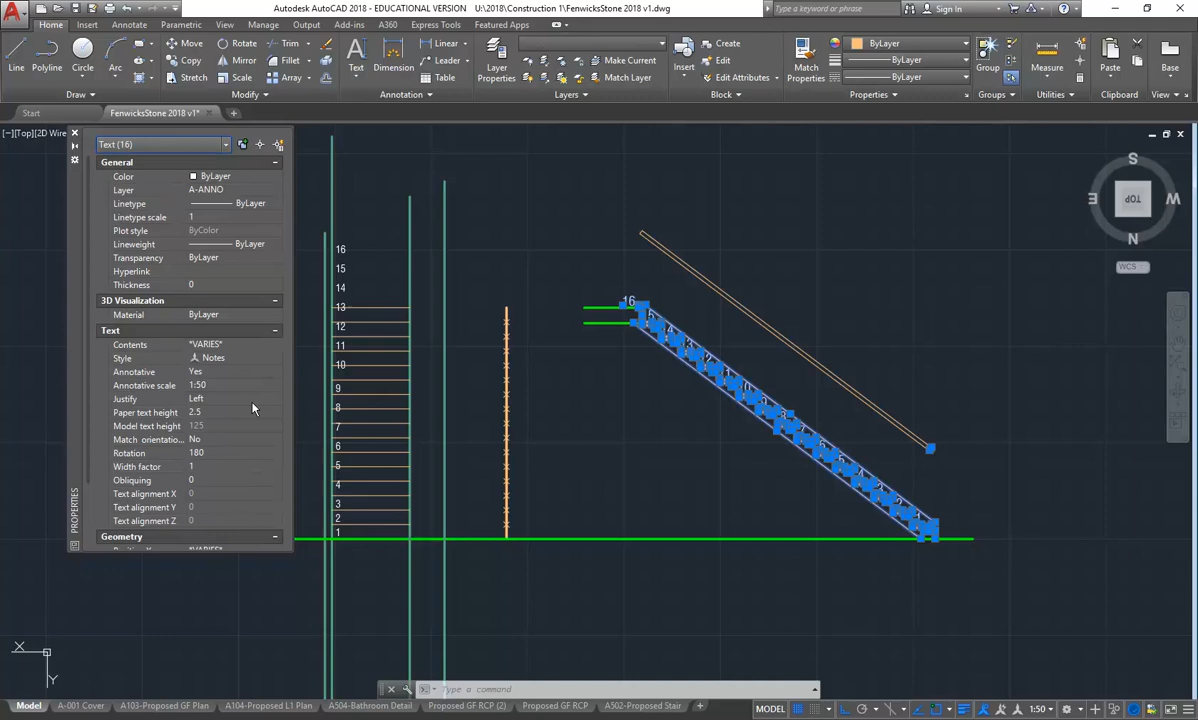 Autodesk AutoCAD 2018 - EDUCATIONAL VERSION U:\2018\Construction 1\FenwicksStone 2018 v1.dwg
Type a keyword or phrase
Sign In
Home Insert Annotate Parametric View Manage Output Add-ins A360 Express Tools Featured Apps
Line Polyline Circle Arc
Move Rotate Trim
Copy Mirror Fillet
Stretch Scale Array
Text Dimension
Linear
Leader
Table
Layer Properties
Make Current
Match Layer
Insert
Create
Edit
Edit Attributes
Match Properties
ByLayer
ByLayer
ByLayer
Group Measure Paste Base
Draw Modify Annotation Layers Block Properties Groups Utilities Clipboard View
Start FenwicksStone 2018 v1*
[−][Top][2D Wire
Text (16)
General
Color ByLayer
Layer A-ANNO
Linetype ByLayer
Linetype scale 1
Plot style ByColor
Lineweight ByLayer
Transparency ByLayer
Hyperlink
Thickness 0
3D Visualization
Material ByLayer
Text
Contents *VARIES*
Style Notes
Annotative Yes
Annotative scale 1:50
Justify Left
Paper text height 2.5
Model text height 125
Match orientatio... No
Rotation 180
Width factor 1
Obliquing 0
Text alignment X 0
Text alignment Y 0
Text alignment Z 0
Geometry
PROPERTIES
16
15
14
13
12
11
10
9
8
7
6
5
4
3
2
1
16
S
E TOP W
N
WCS
X
Y
Type a command
Model A-001 Cover A103-Proposed GF Plan A104-Proposed L1 Plan A502-Bathroom Detail Proposed GF RCP (2) Proposed GF RCP A502-Proposed Stair
MODEL 1:50